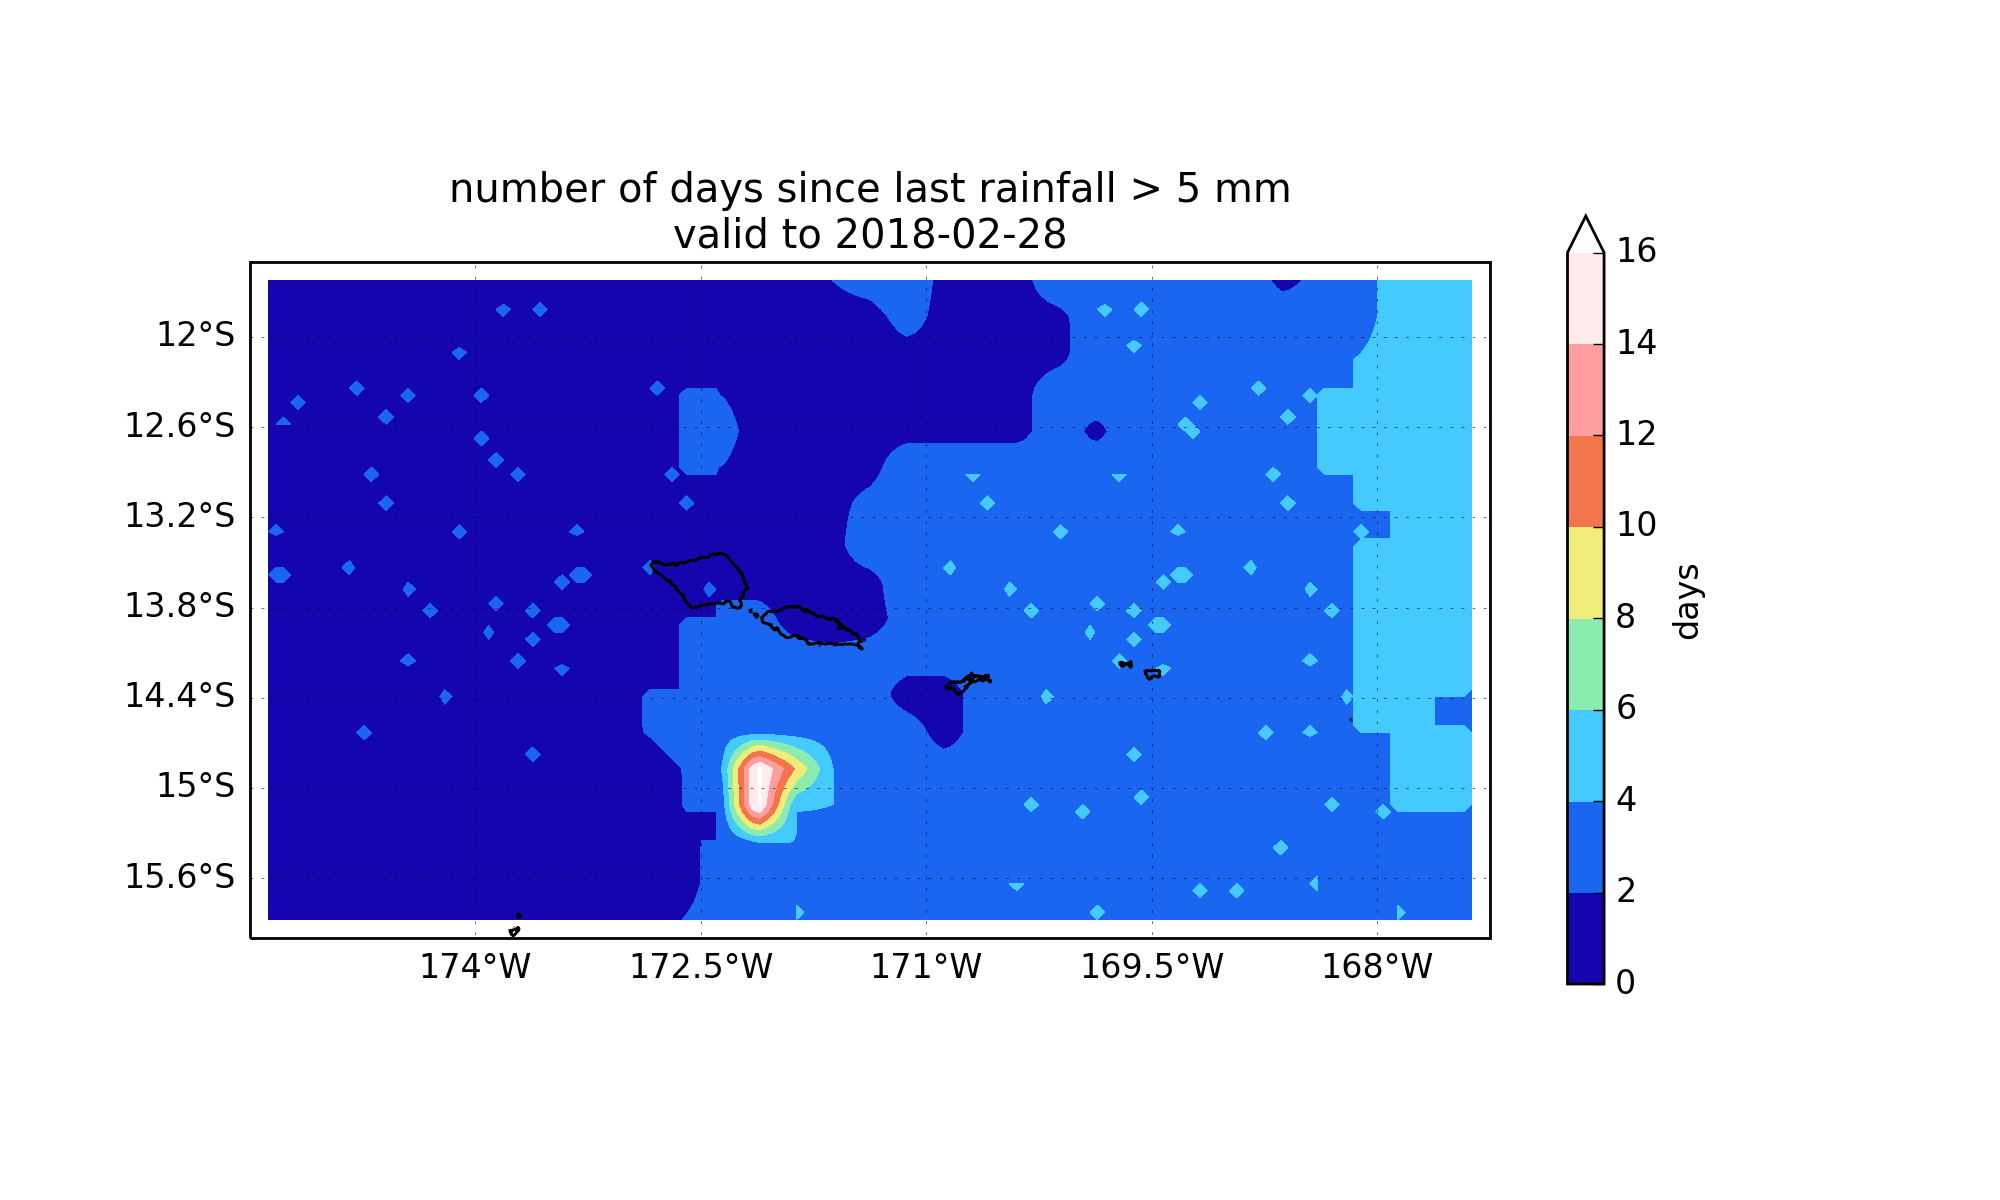 number of days since last rainfall > 5 mm
valid to 2018-02-28
12°S
12.6°S
13.2°S
13.8°S
14.4°S
15°S
15.6°S
174°W
172.5°W
171°W
169.5°W
168°W
16
14
12
10
8
6
4
2
0
days